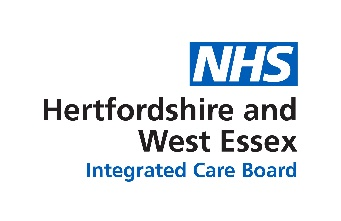 NHS
Hertfordshire and
West Essex
Integrated Care Board